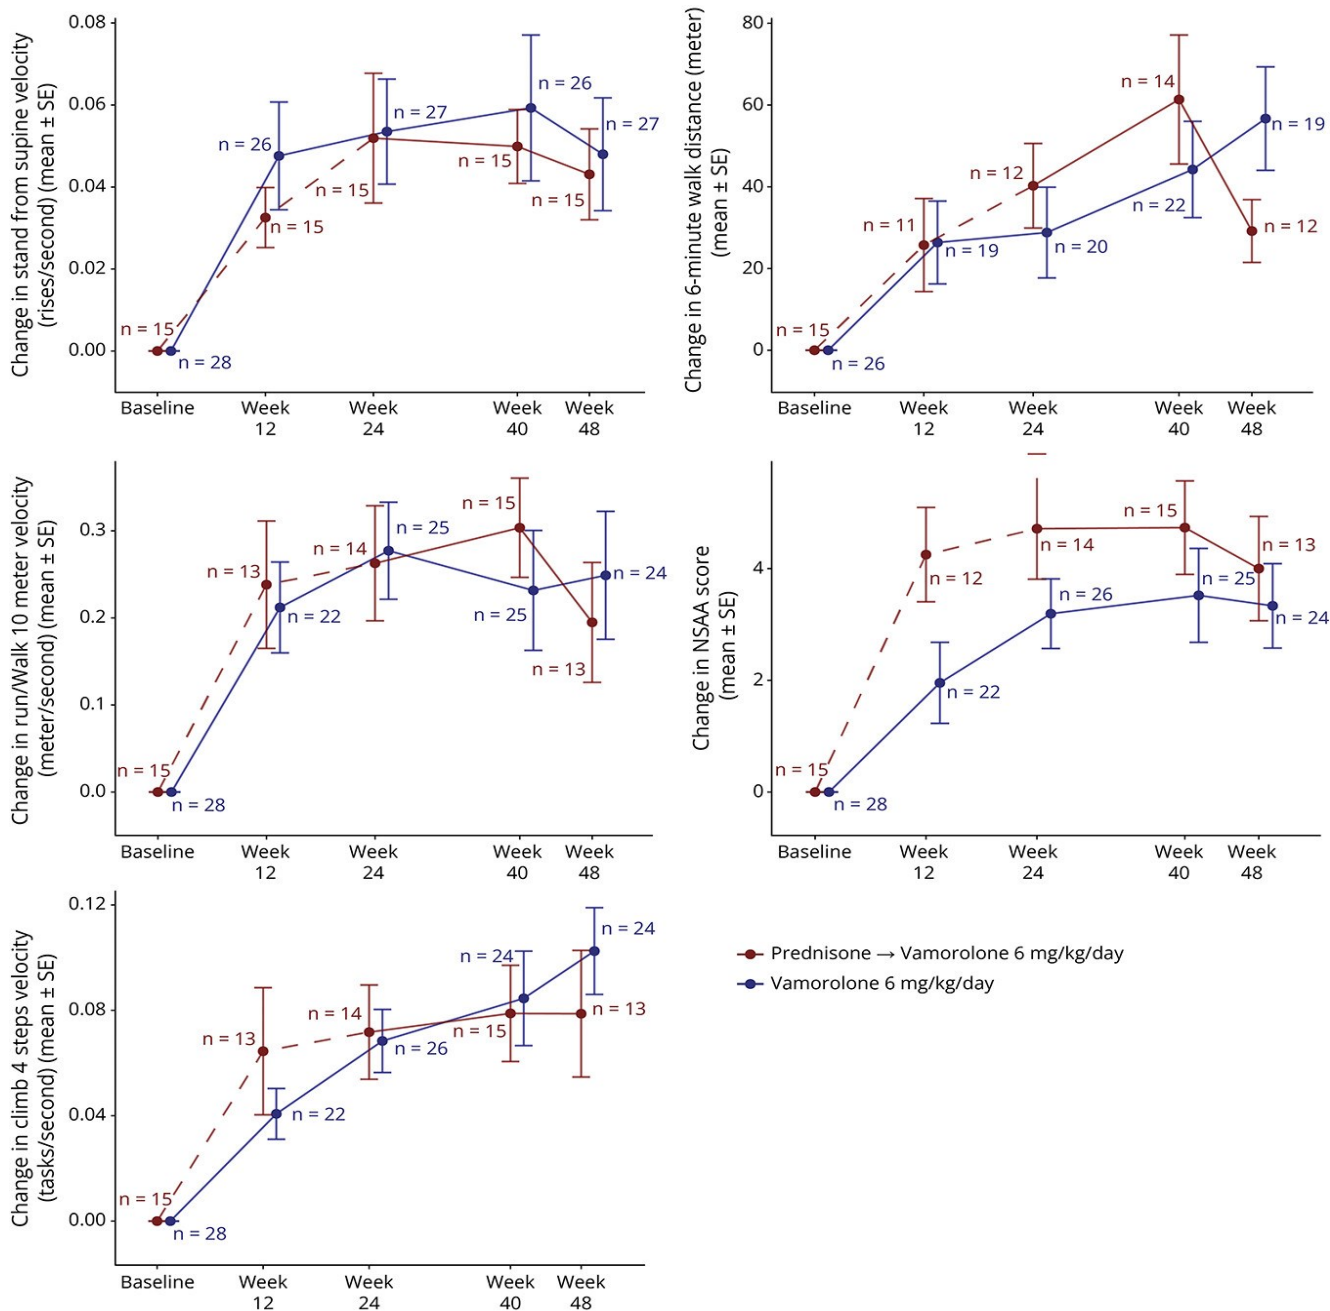 Change in stand from supine velocity
(rises/second) (mean ± SE)
0.08
0.06
0.04
0.02
0.00
n = 15
n = 28
n = 26
n = 15
n = 15
n = 27
n = 26
n = 15
n = 27
n = 15
Baseline
Week
12
Week
24
Week
40
Week
48
Change in 6-minute walk distance (meter)
(mean ± SE)
80
60
40
20
0
n = 15
n = 26
n = 11
n = 19
n = 12
n = 20
n = 14
n = 22
n = 19
n = 12
Baseline
Week
12
Week
24
Week
40
Week
48
Change in run/Walk 10 meter velocity
(meter/second) (mean ± SE)
0.3
0.2
0.1
0.0
n = 15
n = 28
n = 13
n = 22
n = 14
n = 25
n = 15
n = 25
n = 24
n = 13
Baseline
Week
12
Week
24
Week
40
Week
48
Change in NSAA score
(mean ± SE)
4
2
0
n = 15
n = 28
n = 12
n = 22
n = 14
n = 26
n = 15
n = 25
n = 13
n = 24
Baseline
Week
12
Week
24
Week
40
Week
48
Change in climb 4 steps velocity
(tasks/second) (mean ± SE)
0.12
0.08
0.04
0.00
n = 15
n = 28
n = 13
n = 22
n = 14
n = 26
n = 24
n = 15
n = 24
n = 13
Baseline
Week
12
Week
24
Week
40
Week
48
Prednisone → Vamorolone 6 mg/kg/day
Vamorolone 6 mg/kg/day